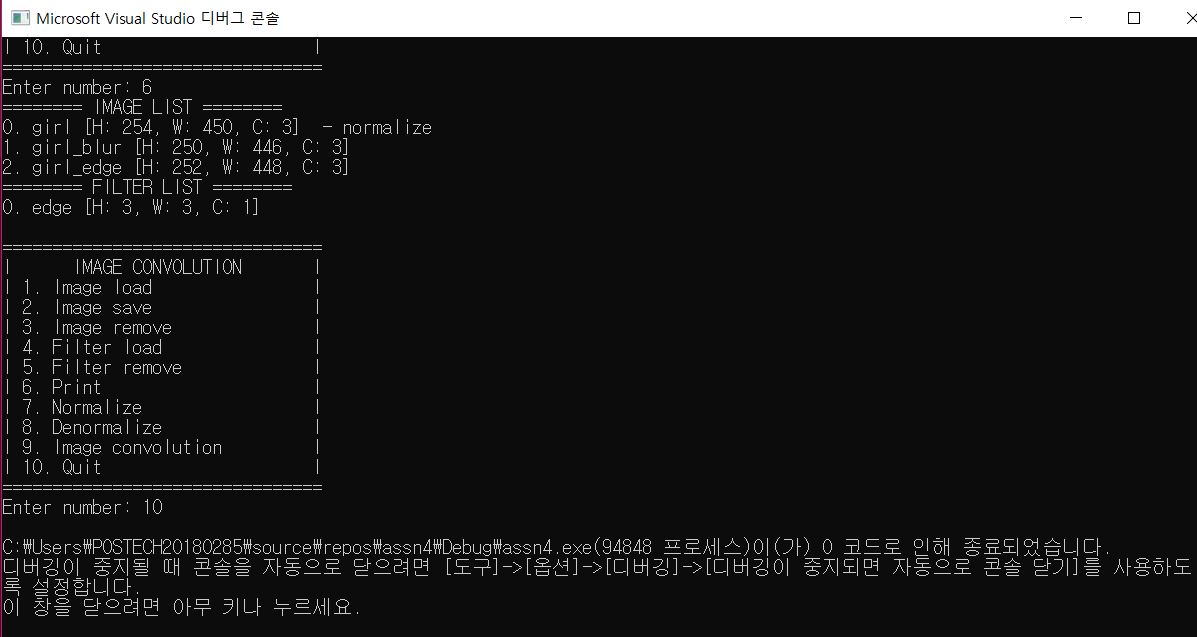 Microsoft Visual Studio 디버그 콘솔
| 10. Quit |
================================
Enter number: 6
======== IMAGE LIST ========
0. girl [H: 254, W: 450, C: 3]  - normalize
1. girl_blur [H: 250, W: 446, C: 3]
2. girl_edge [H: 252, W: 448, C: 3]
======== FILTER LIST ========
0. edge [H: 3, W: 3, C: 1]
================================
| IMAGE CONVOLUTION |
| 1. Image load |
| 2. Image save |
| 3. Image remove |
| 4. Filter load |
| 5. Filter remove |
| 6. Print |
| 7. Normalize |
| 8. Denormalize |
| 9. Image convolution |
| 10. Quit |
================================
Enter number: 10
C:₩Users₩POSTECH20180285₩source₩repos₩assn4₩Debug₩assn4.exe(94848 프로세스)이(가) 0 코드로 인해 종료되었습니다.
디버깅이 중지될 때 콘솔을 자동으로 닫으려면 [도구]->[옵션]->[디버깅]->[디버깅이 중지되면 자동으로 콘솔 닫기]를 사용하도
록 설정합니다.
이 창을 닫으려면 아무 키나 누르세요.